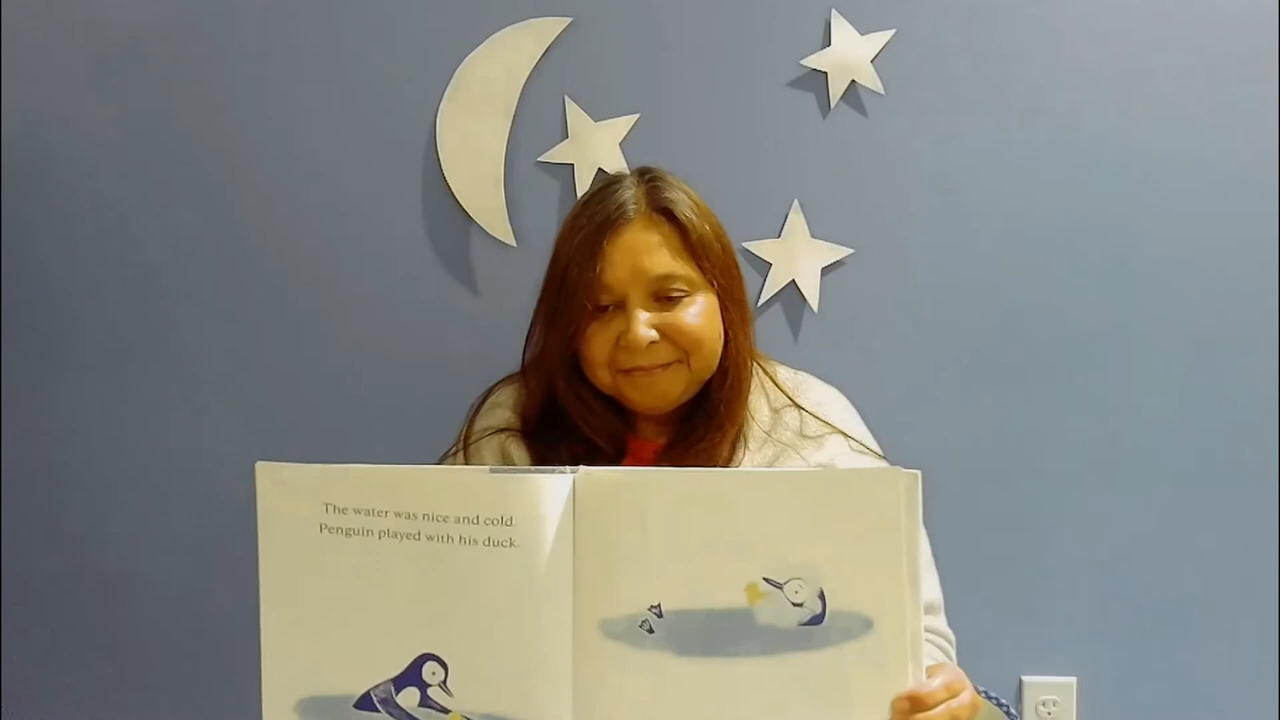 The water was nice and cold.
Penguin played with his duck.